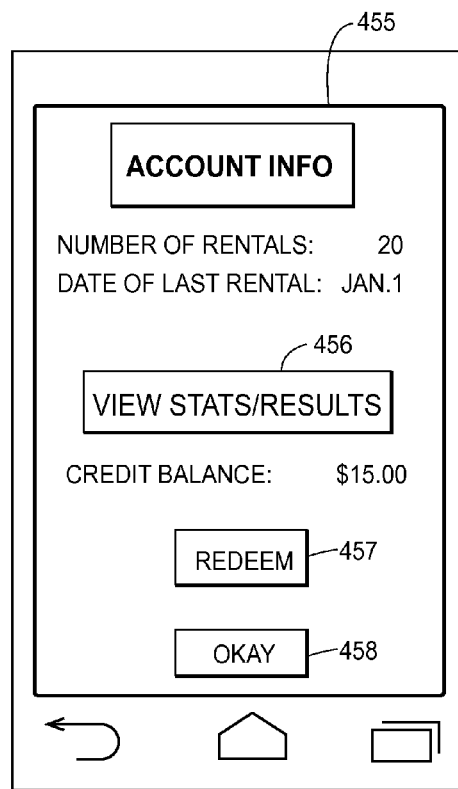 455
ACCOUNT INFO
NUMBER OF RENTALS: 20
DATE OF LAST RENTAL: JAN.1
456
VIEW STATS/RESULTS
CREDIT BALANCE: $15.00
REDEEM 457
OKAY 458